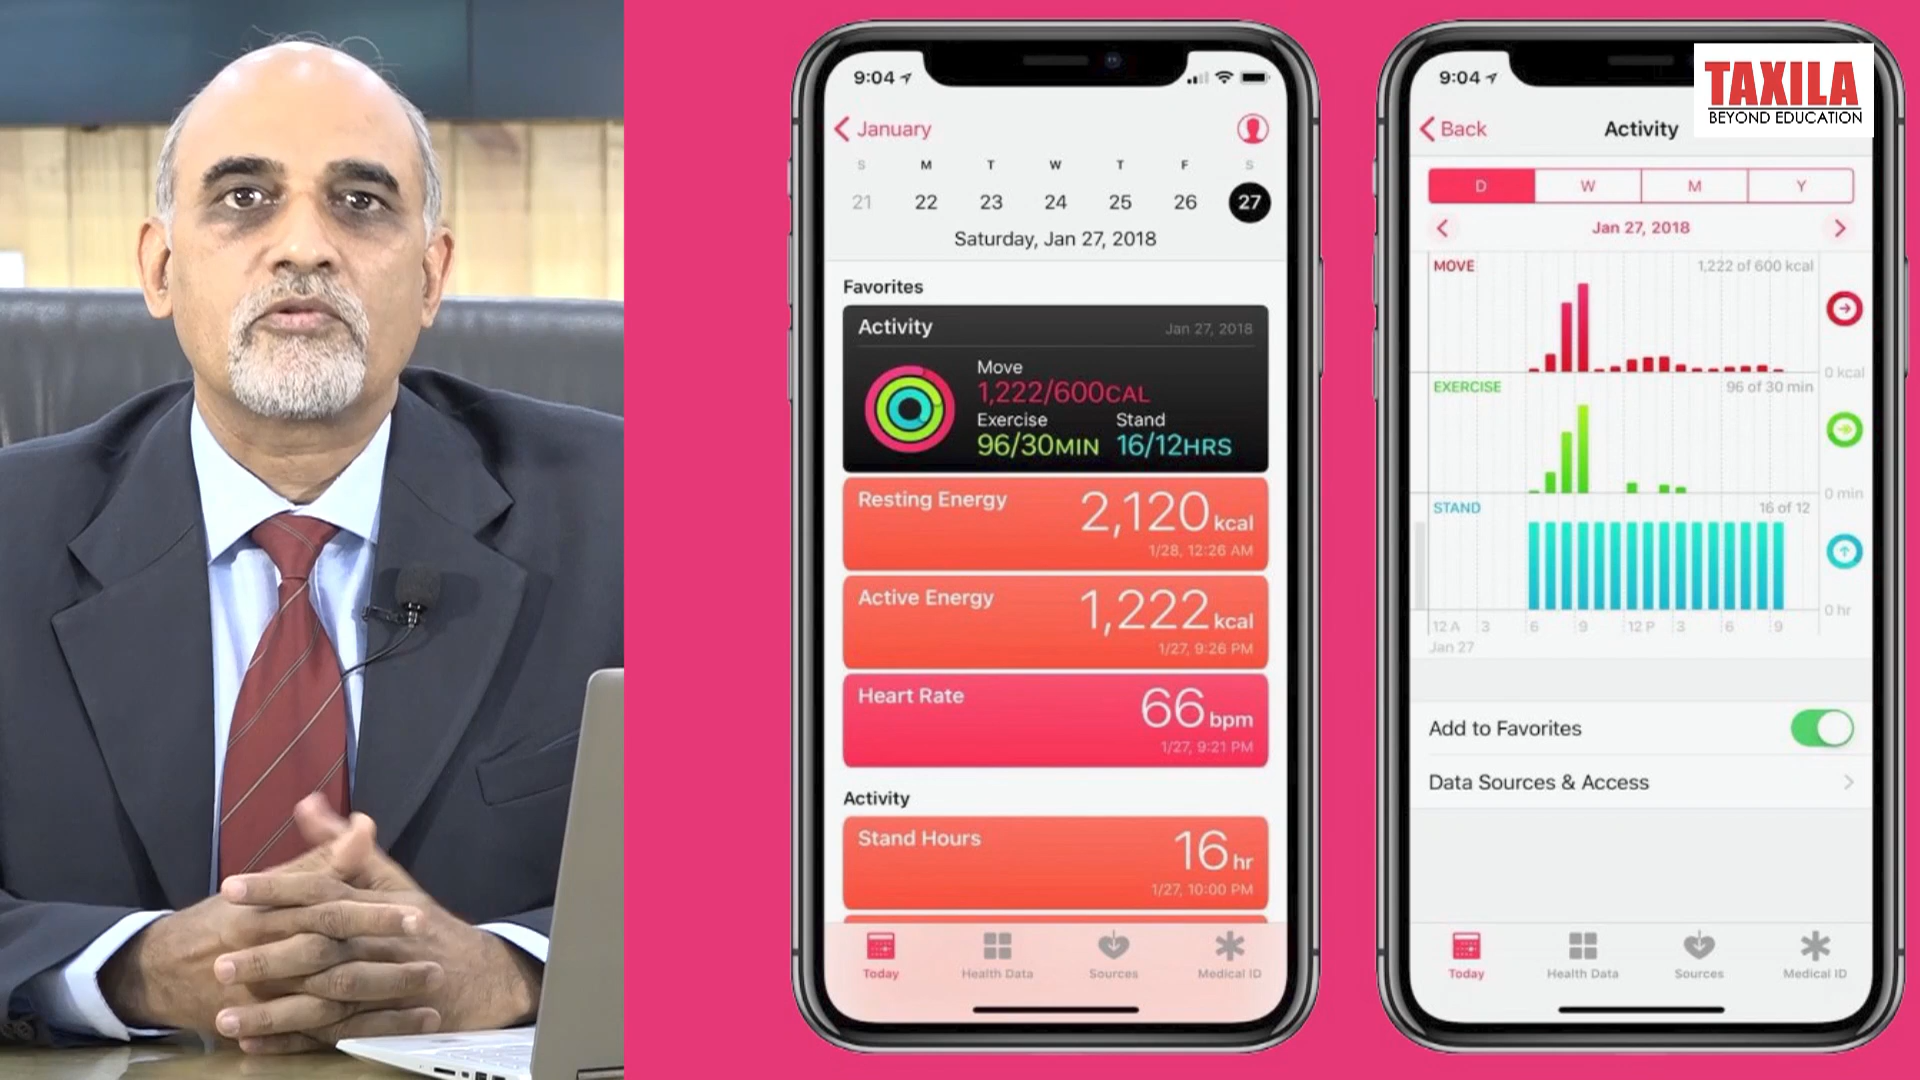 9:04
January
S M T W T F S
21 22 23 24 25 26 27
Saturday, Jan 27, 2018
Favorites
Activity Jan 27, 2018
Move
1,222/600CAL
Exercise Stand
96/30MIN 16/12HRS
Resting Energy 2,120 kcal
1/28, 12:26 AM
Active Energy 1,222 kcal
1/27, 9:26 PM
Heart Rate 66 bpm
1/27, 9:21 PM
Activity
Stand Hours 16 hr
1/27, 10:00 PM
Today Health Data Sources Medical ID
9:04
TAXILA
BEYOND EDUCATION
Back Activity
D W M Y
Jan 27, 2018
MOVE 1,222 of 600 kcal
0 kcal
EXERCISE 96 of 30 min
0 min
STAND 16 of 12
0 hr
12 A 3 6 9 12 P 3 6 9
Jan 27
Add to Favorites
Data Sources & Access
Today Health Data Sources Medical ID